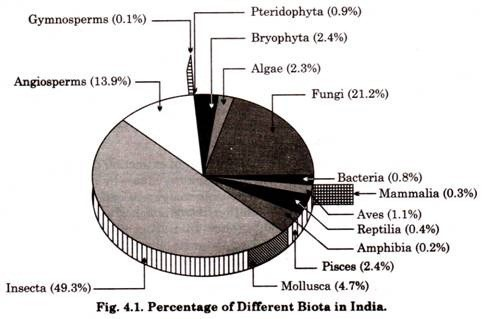 Gymnosperms (0.1%)
Pteridophyta (0.9%)
Bryophyta (2.4%)
Algae (2.3%)
Angiosperms (13.9%)
Fungi (21.2%)
Bacteria (0.8%)
Mammalia (0.3%)
Aves (1.1%)
Reptilia (0.4%)
Amphibia (0.2%)
Pisces (2.4%)
Insecta (49.3%)
Mollusca (4.7%)
Fig. 4.1. Percentage of Different Biota in India.